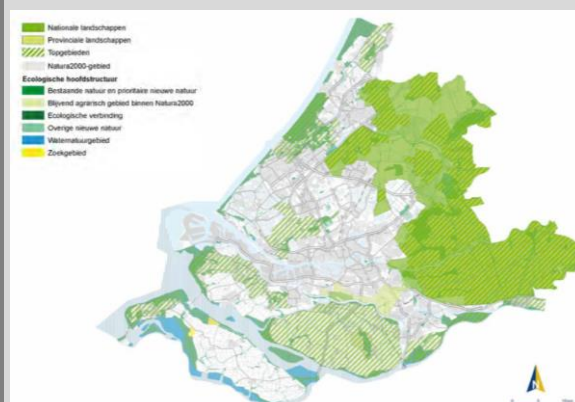 Nationale landschappen
Provinciale landschappen
Topgebieden
Natura2000-gebied
Ecologische hoofdstructuur
Bestaande natuur en prioritaire nieuwe natuur
Blijvend agrarisch gebied binnen Natura2000
Ecologische verbinding
Overige nieuwe natuur
Waternatuurgebied
Zoekgebied